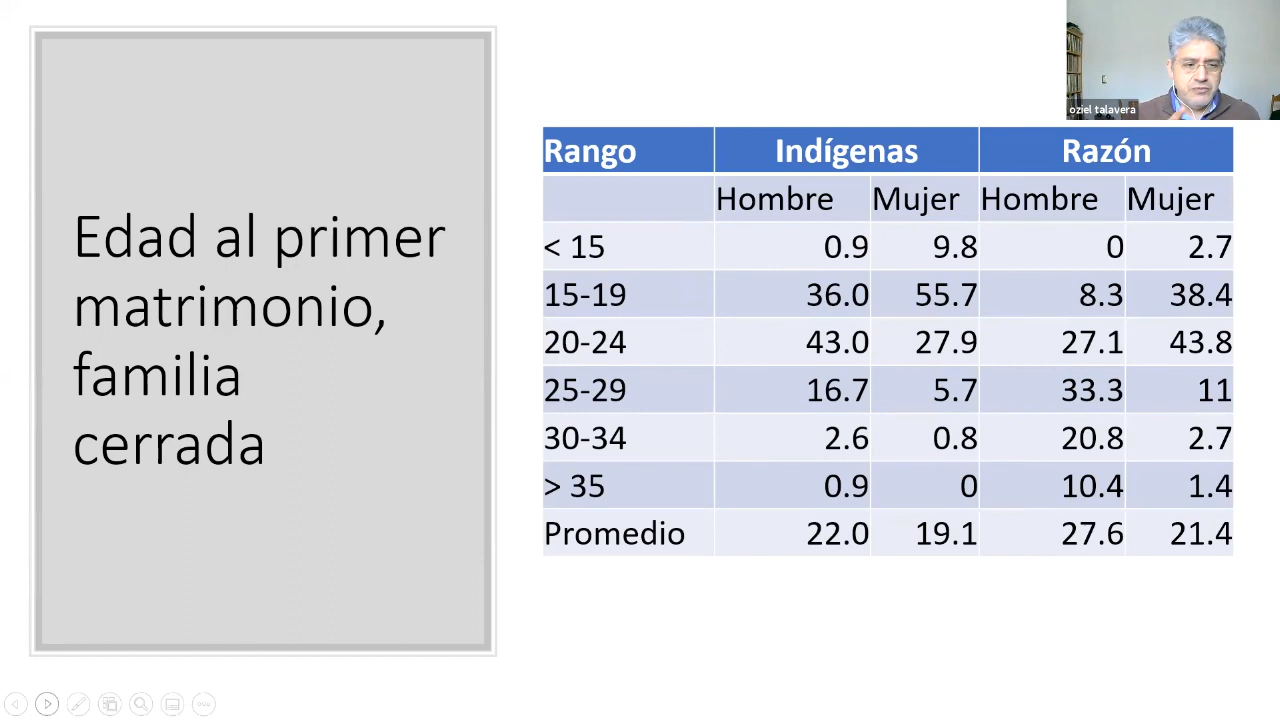 oziel talavera
Edad al primer
matrimonio,
familia
cerrada
Rango Indígenas Razón
Hombre Mujer Hombre Mujer
< 15 0.9 9.8 0 2.7
15-19 36.0 55.7 8.3 38.4
20-24 43.0 27.9 27.1 43.8
25-29 16.7 5.7 33.3 11
30-34 2.6 0.8 20.8 2.7
> 35 0.9 0 10.4 1.4
Promedio 22.0 19.1 27.6 21.4